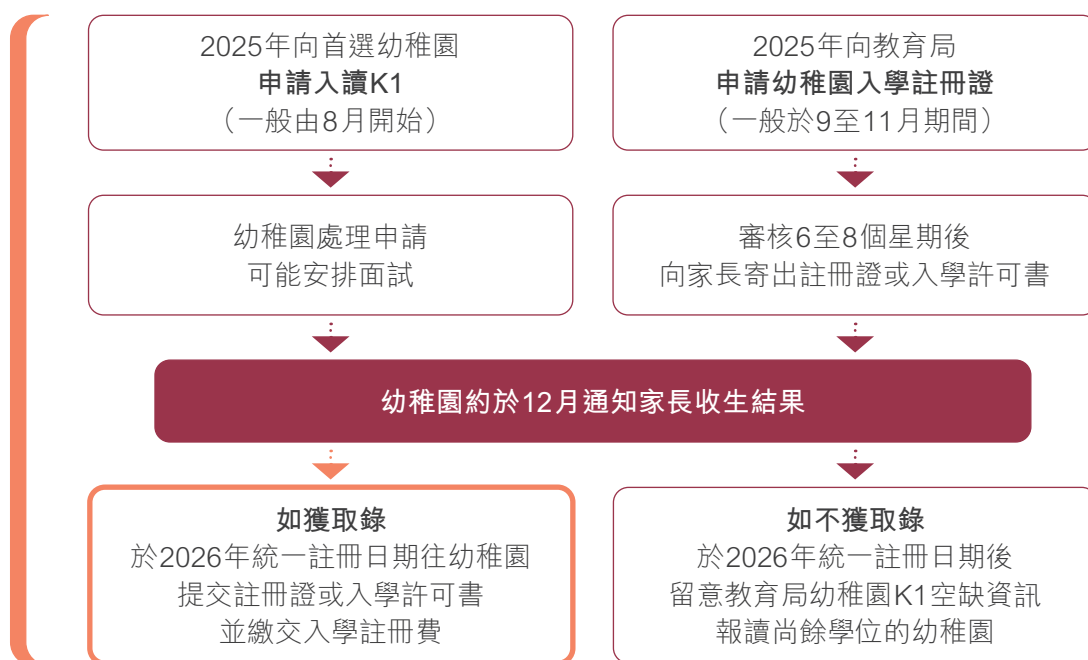 2025年向首選幼稚園
申請入讀K1
（一般由8月開始）
2025年向教育局
申請幼稚園入學註冊證
（一般於9至11月期間）
幼稚園處理申請
可能安排面試
審核6至8個星期後
向家長寄出註冊證或入學許可書
幼稚園約於12月通知家長收生結果
如獲取錄
於2026年統一註冊日期往幼稚園
提交註冊證或入學許可書
並繳交入學註冊費
如不獲取錄
於2026年統一註冊日期後
留意教育局幼稚園K1空缺資訊
報讀尚餘學位的幼稚園